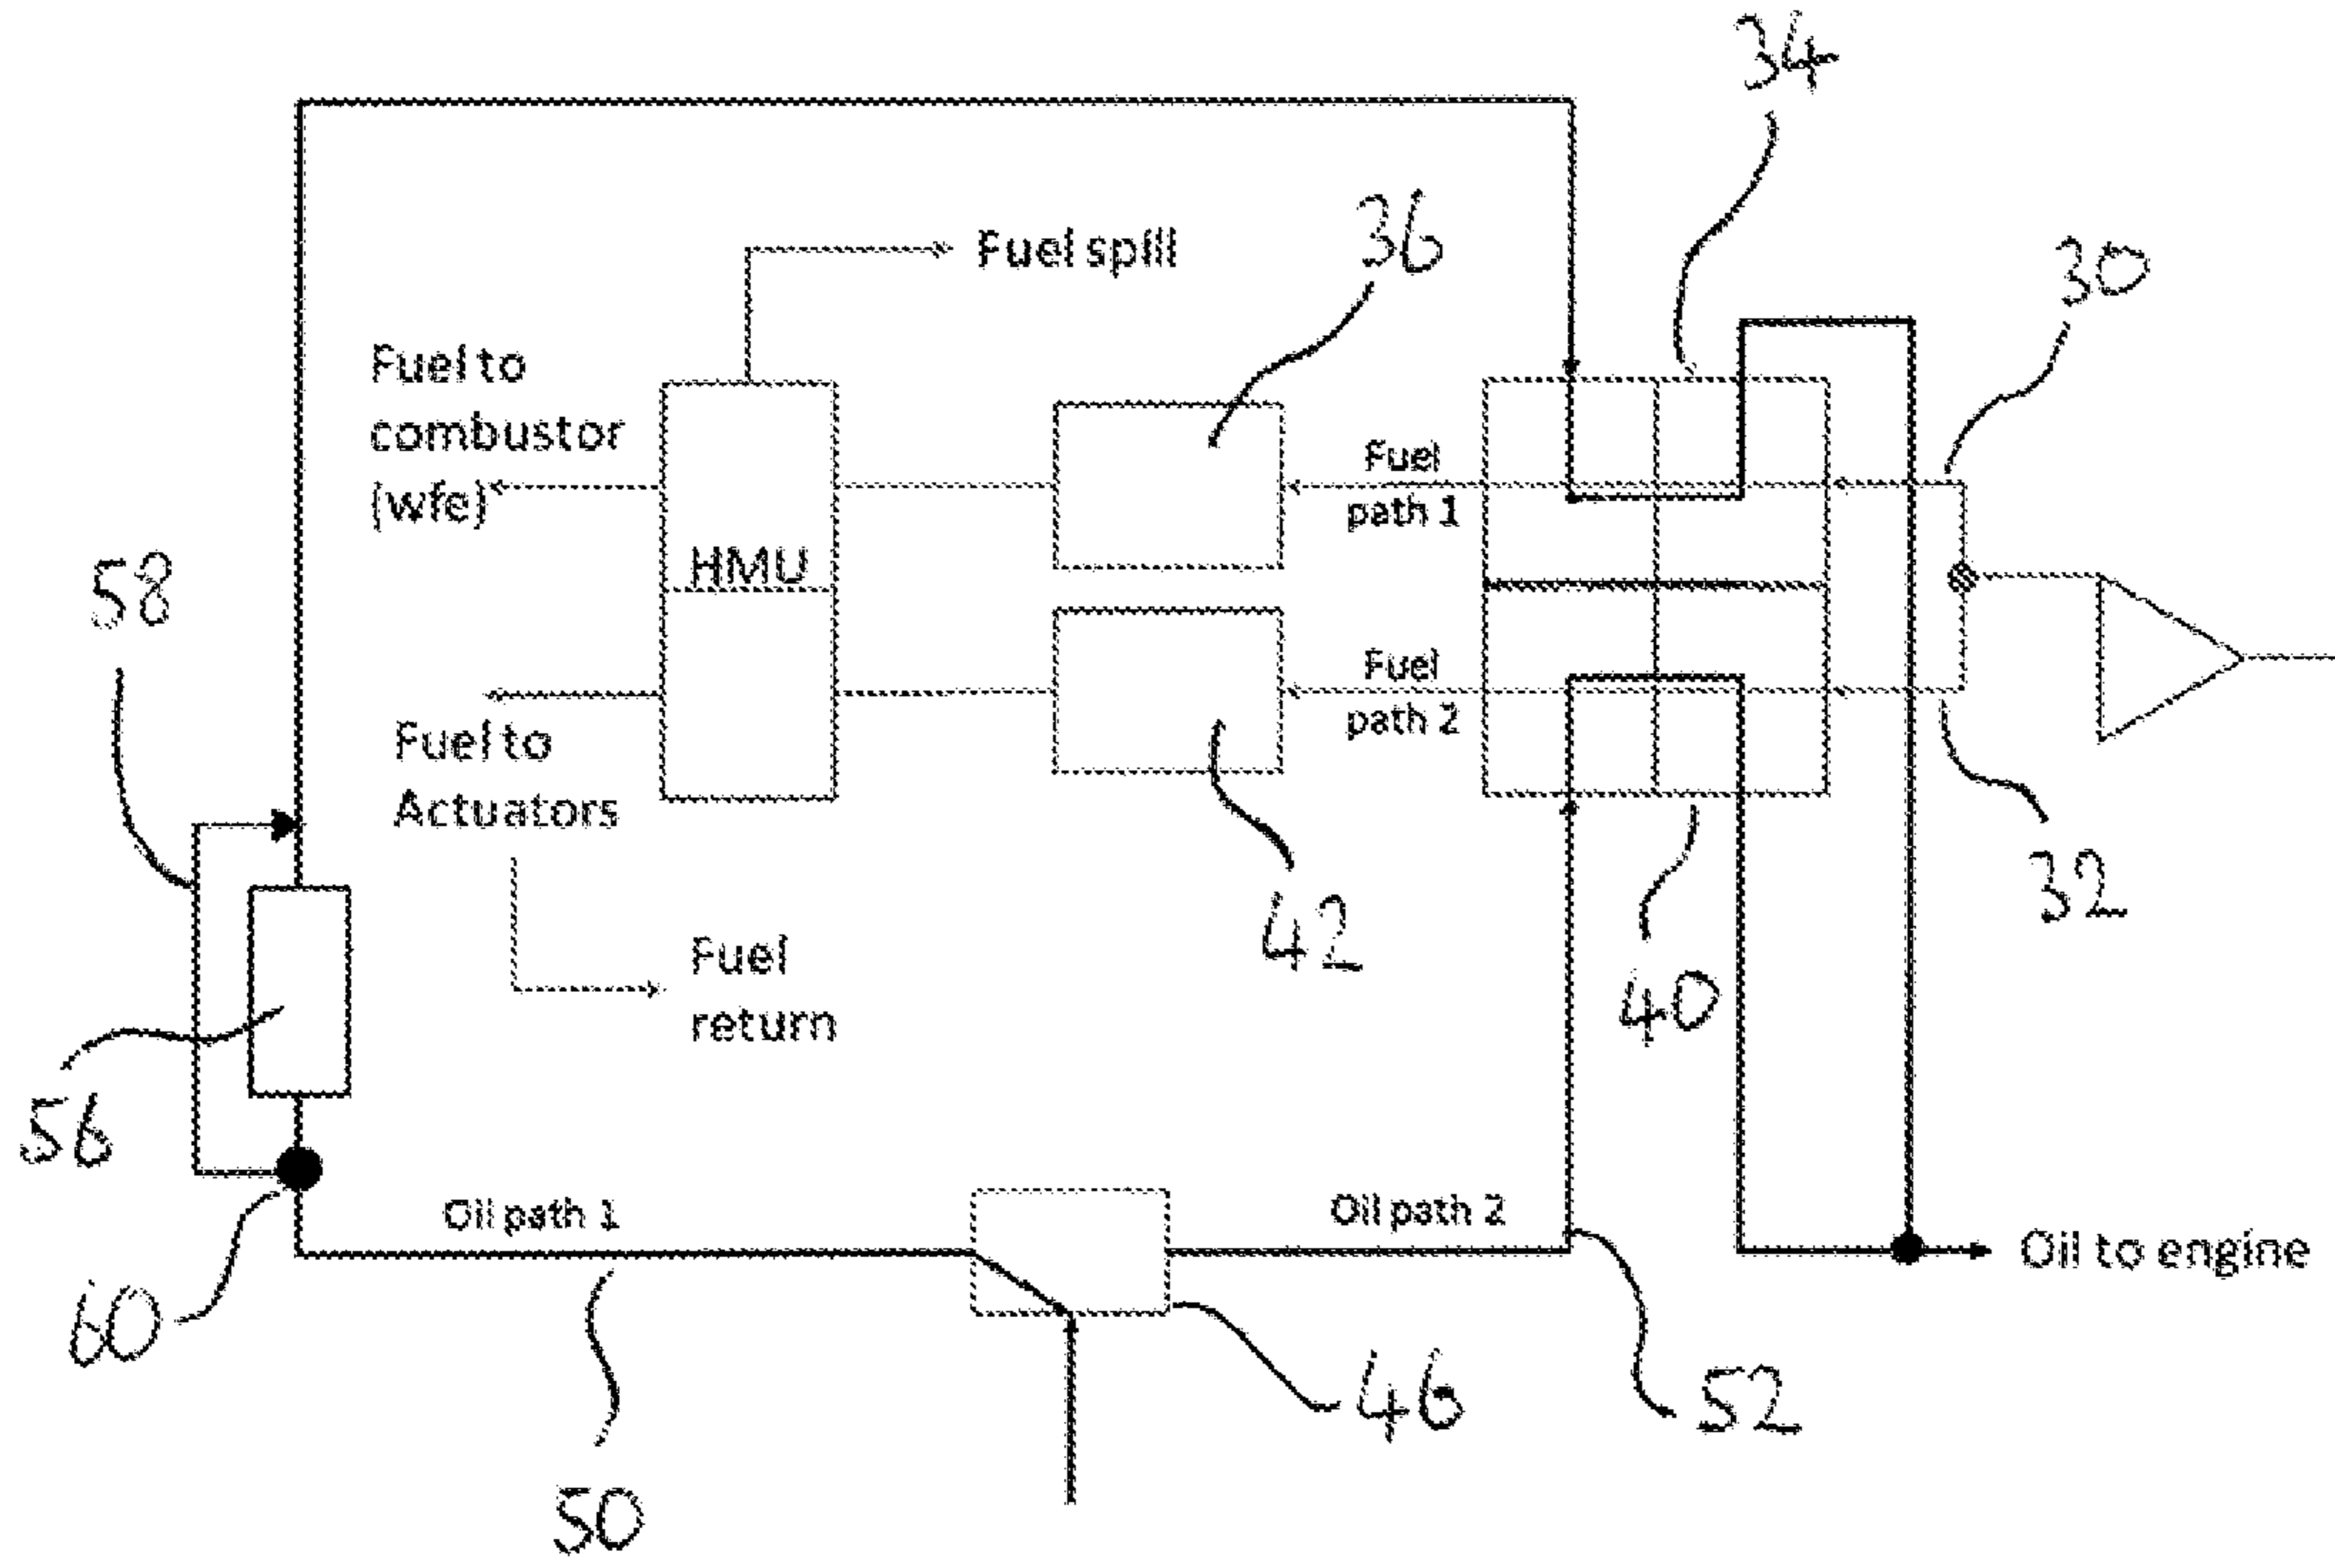 34
36
30
Fuel spill
Fuel to
combustor
(wfe)
Fuel
path 1
HMU
58
Fuel
path 2
Fuel to
Actuators
32
42
40
Fuel
return
56
Oil path 1
Oil path 2
Oil to engine
60
46
52
50